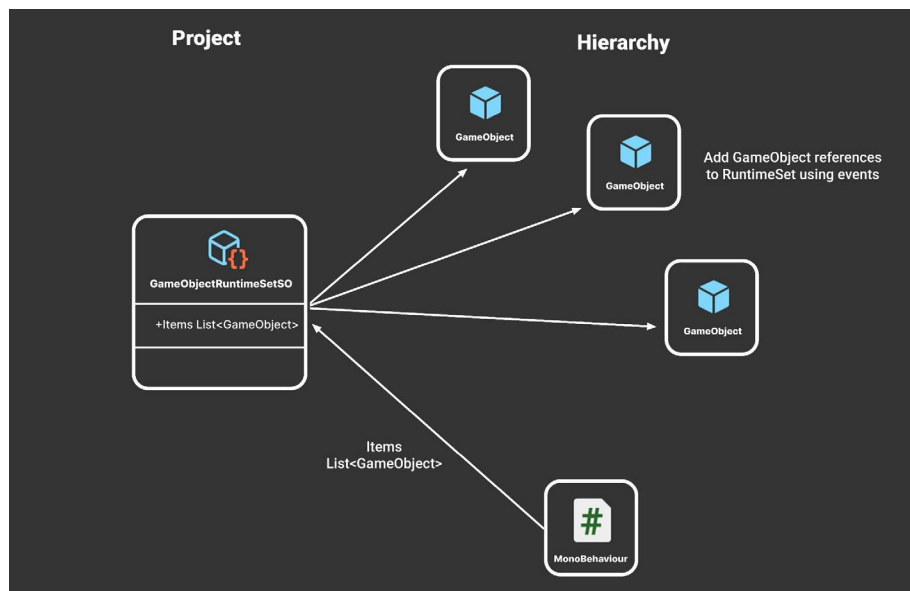 Project
Hierarchy
GameObject
GameObject
Add GameObject references
to RuntimeSet using events
GameObjectRuntimeSetSO
+Items List<GameObject>
GameObject
Items
List<GameObject>
#
MonoBehaviour